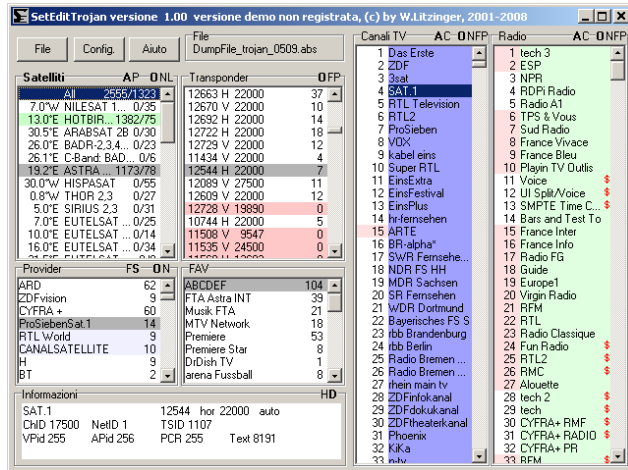 SetEditTrojan versione 1.00 versione demo non registrata, (c) by W.Litzinger, 2001-2008
File Config. Aiuto
File
DumpFile_trojan_0509.abs
Satelliti AP ONL
All 2555/1323
7.0°W NILESAT 1... 0/35
13.0°E HOTBIR... 1382/75
30.5°E ARABSAT 2B 0/30
26.0°E BADR-2,3,4... 0/23
26.1°E C-Band: BAD... 0/6
19.2°E ASTRA ... 1173/78
30.0°W HISPASAT 0/55
0.8°W THOR 2,3 0/27
5.0°E SIRIUS 2,3 0/31
7.0°E EUTELSAT ... 0/25
10.0°E EUTELSAT ... 0/14
16.0°E EUTELSAT ... 0/34
Transponder OFP
12663 H 22000 37
12670 V 22000 10
12692 H 22000 14
12722 H 22000 18
12729 V 22000 12
11434 V 22000 4
12544 H 22000 7
12089 V 27500 11
12609 V 22000 12
12728 V 19890 0
10744 H 22000 5
11508 V 9547 0
11535 V 24500 0
Provider FS ON
ARD 62
ZDFvision 9
CYFRA + 60
ProSiebenSat.1 14
RTL World 9
CANALSATELLITE 10
H 9
BT 2
FAV
ABCDEF 104
FTA Astra INT 39
Musik FTA 21
MTV Network 18
Premiere 53
Premiere Star 8
DrDish TV 1
arena Fussball 8
Informazioni HD
SAT.1 12544 hor 22000 auto
ChID 17500 NetID 1 TSID 1107
VPid 255 APid 256 PCR 255 Text 8191
Canali TV AC ONFP
1 Das Erste
2 ZDF
3 3sat
4 SAT.1
5 RTL Television
6 RTL2
7 ProSieben
8 VOX
9 kabel eins
10 Super RTL
11 EinsExtra
12 EinsFestival
13 EinsPlus
14 hr-fernsehen
15 ARTE
16 BR-alpha*
17 SWR Fernsehe...
18 NDR FS HH
19 MDR Sachsen
20 SR Fernsehen
21 WDR Dortmund
22 Bayerisches FS S
23 rbb Brandenburg
24 rbb Berlin
25 Radio Bremen ...
26 Radio Bremen ...
27 rhein main tv
28 ZDFinfokanal
29 ZDFdokukanal
30 ZDFtheaterkanal
31 Phoenix
32 KiKa
33 n-tv
Radio AC ONFP
1 tech 3
2 ESP
3 NPR
4 RDPi Radio
5 Radio A1
6 TPS & Vous
7 Sud Radio
8 France Vivace
9 France Bleu
10 Playin TV Outlis
11 Voice $
12 UI Split/Voice $
13 SMPTE Time C... $
14 Bars and Test To
15 France Inter
16 France Info
17 Radio FG
18 Guide
19 Europe1
20 Virgin Radio
21 RFM
22 RTL
23 Radio Classique
24 Fun Radio $
25 RTL2 $
26 RMC $
27 Alouette
28 tech 2 $
29 tech $
30 CYFRA+ RMF $
31 CYFRA+ RADIO $
32 CYFRA+ PR $
33 RFM $